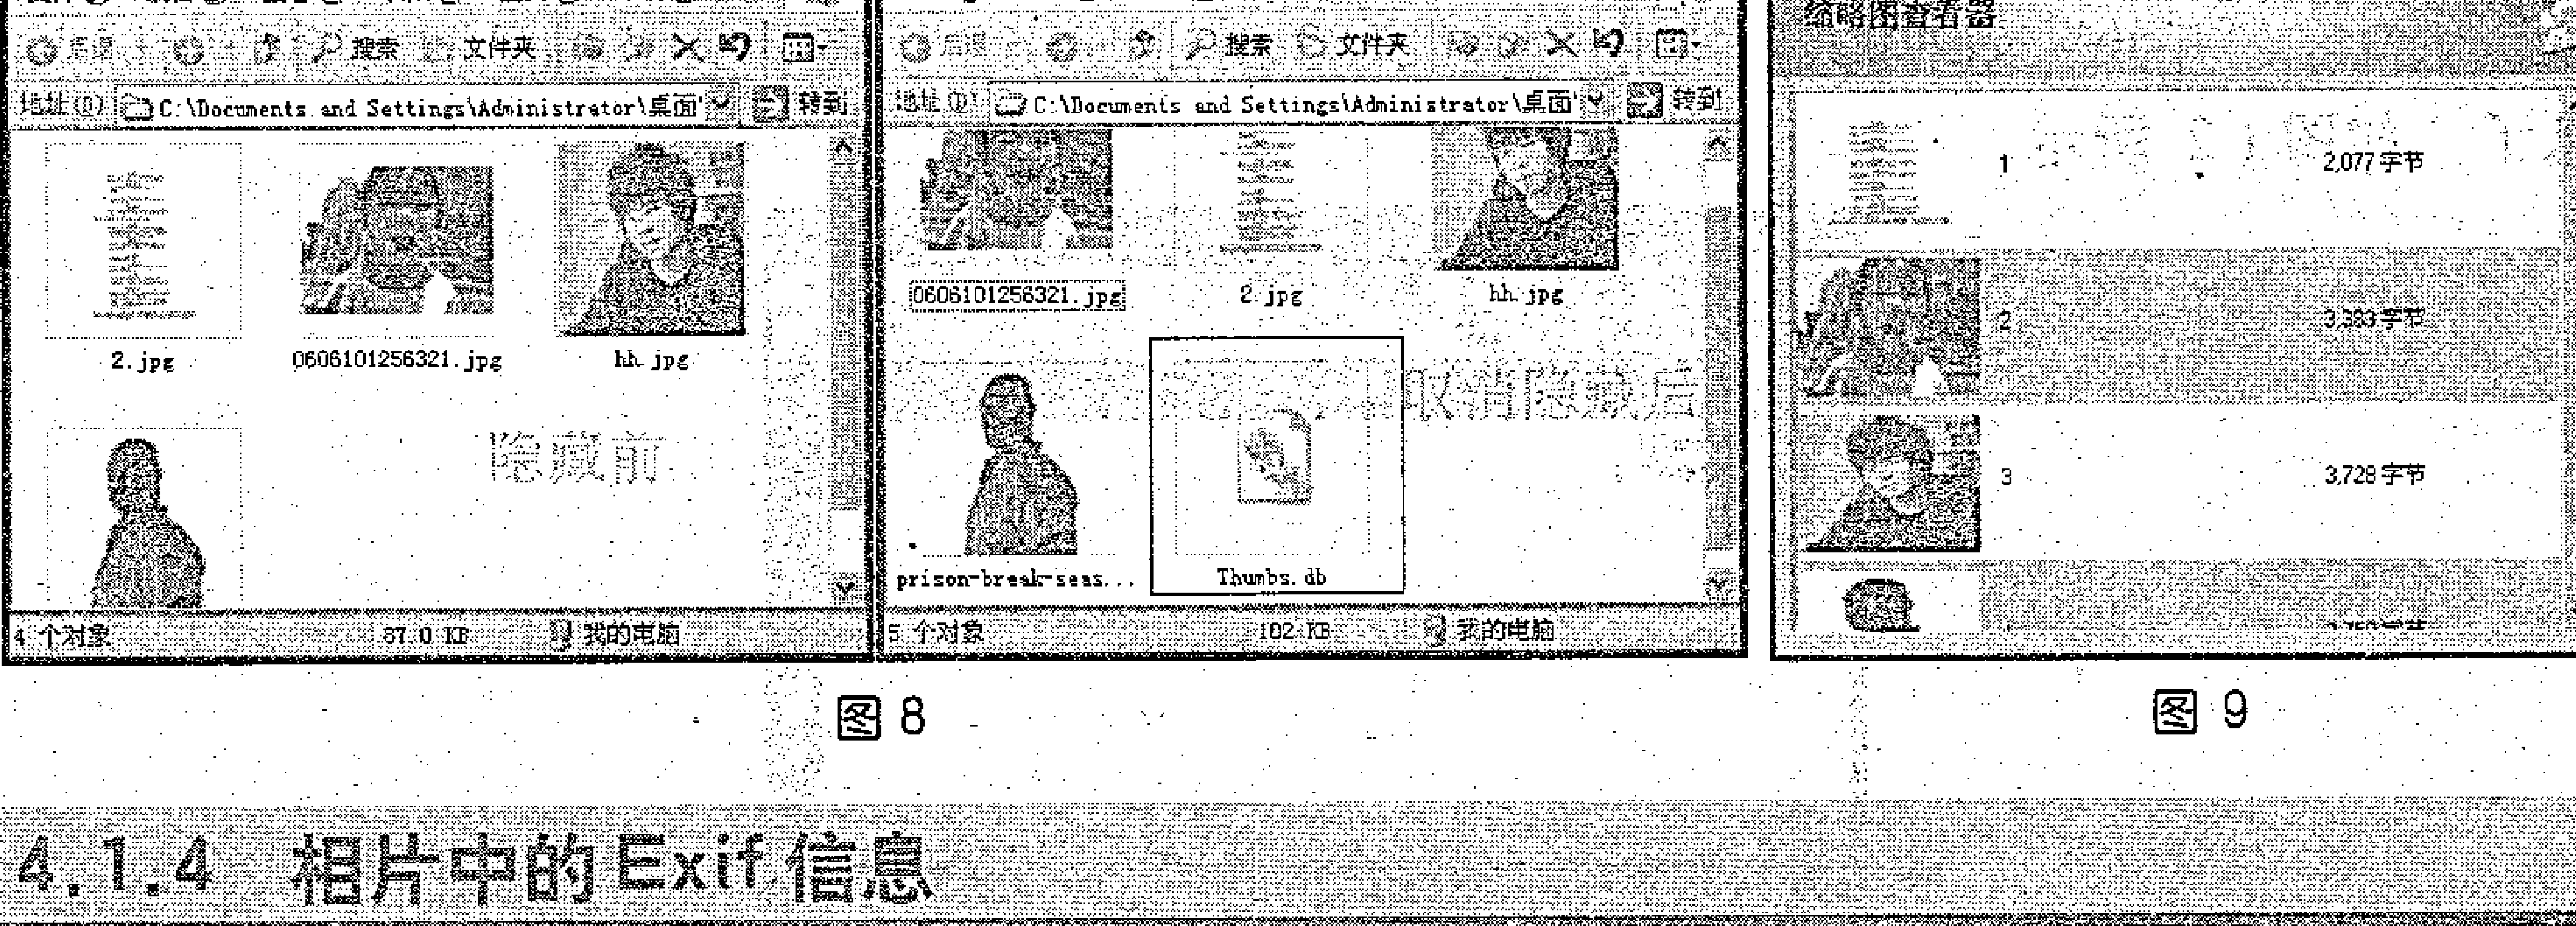 搜索 文件夹
地址(D) C:\Documents and Settings\Administrator\桌面 转到
2.jpg 0606101256321.jpg hh.jpg
隐藏前
4 个对象 87.0 KB 我的电脑
搜索 文件夹
地址(D) C:\Documents and Settings\Administrator\桌面 转到
0606101256321.jpg 2.jpg hh.jpg
取消隐藏后
prison-break-seas... Thumbs.db
5 个对象 102 KB 我的电脑
图 8
缩略图查看器
1 2,077 字节
2 3,383 字节
3 3,728 字节
图 9
4.1.4 相片中的 Exif 信息